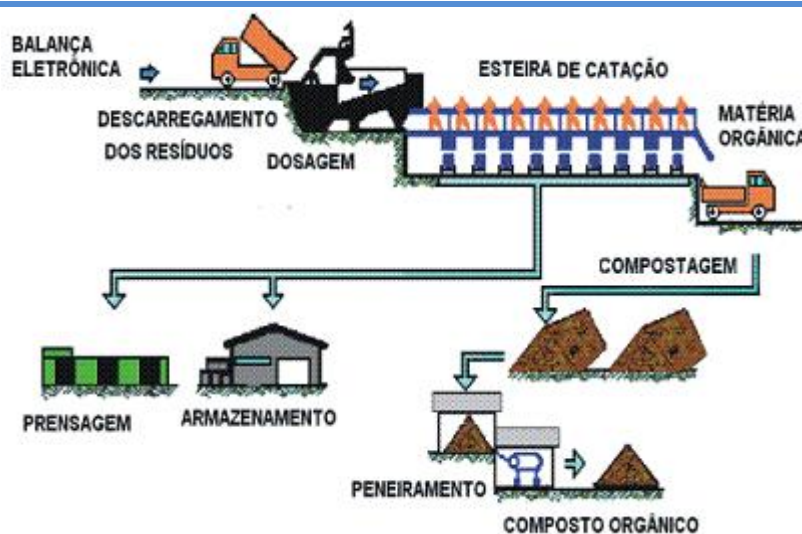 BALANÇA
ELETRÔNICA
DESCARREGAMENTO
DOS RESÍDUOS
DOSAGEM
ESTEIRA DE CATAÇÃO
MATÉRIA
ORGÂNICA
COMPOSTAGEM
PRENSAGEM
ARMAZENAMENTO
PENEIRAMENTO
COMPOSTO ORGÂNICO